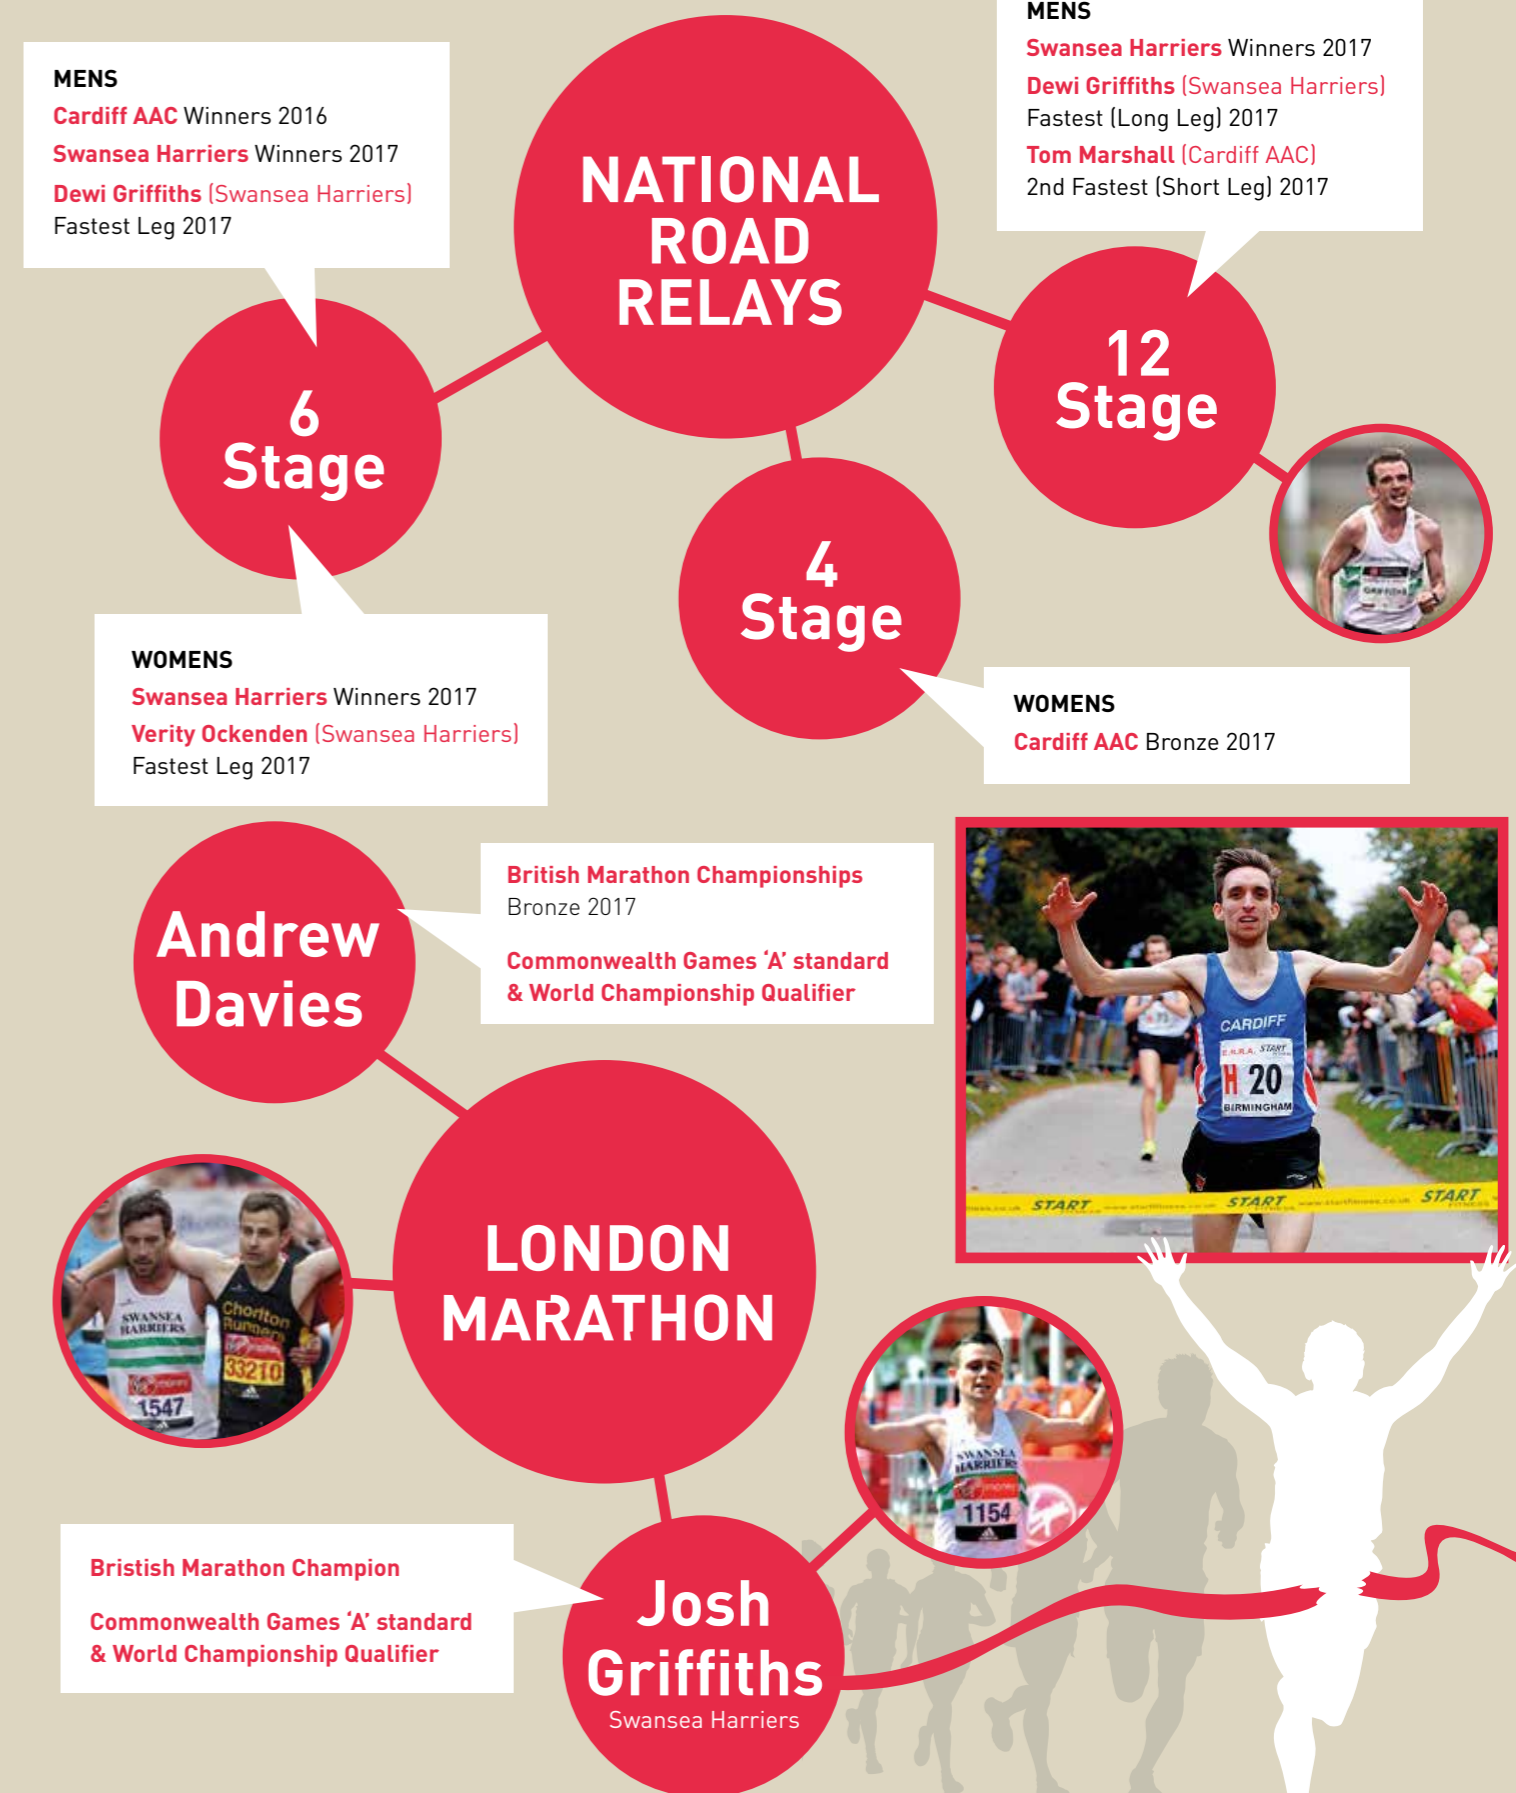 MENS
Cardiff AAC Winners 2016
Swansea Harriers Winners 2017
Dewi Griffiths (Swansea Harriers)
Fastest Leg 2017
NATIONAL
ROAD
RELAYS
MENS
Swansea Harriers Winners 2017
Dewi Griffiths (Swansea Harriers)
Fastest (Long Leg) 2017
Tom Marshall (Cardiff AAC)
2nd Fastest (Short Leg) 2017
6
Stage
12
Stage
4
Stage
WOMENS
Swansea Harriers Winners 2017
Verity Ockenden (Swansea Harriers)
Fastest Leg 2017
WOMENS
Cardiff AAC Bronze 2017
Andrew
Davies
British Marathon Championships
Bronze 2017
Commonwealth Games ‘A’ standard
& World Championship Qualifier
CARDIFF
E.R.R.A. START
H 20
BIRMINGHAM
START START START
FITNESS
LONDON
MARATHON
SWANSEA
HARRIERS
1547
Chorlton
Runners
33210
SWANSEA
HARRIERS
1154
Bristish Marathon Champion
Commonwealth Games ‘A’ standard
& World Championship Qualifier
Josh
Griffiths
Swansea Harriers